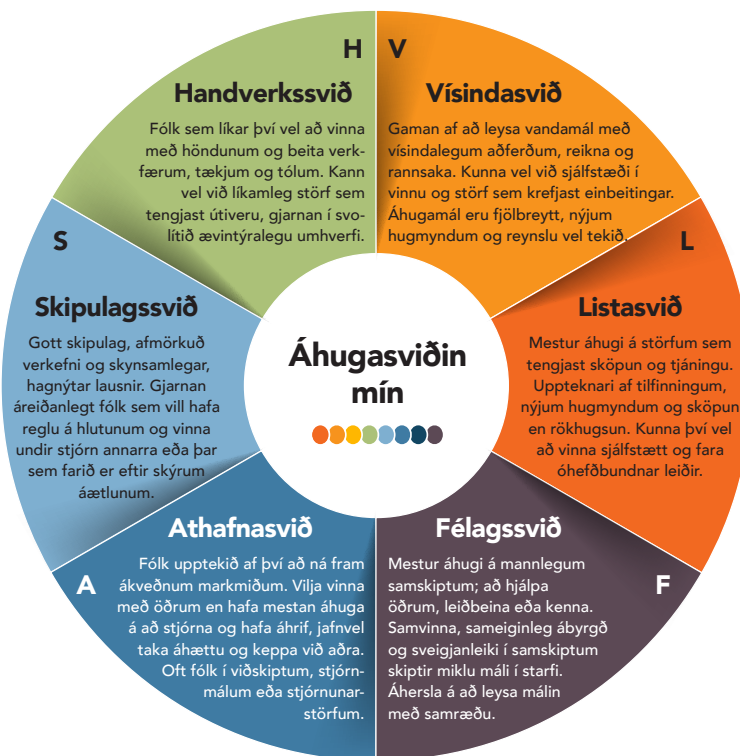 H
Handverkssvið
Fólk sem líkar því vel að vinna
með höndunum og beita verk-
færum, tækjum og tólum. Kann
vel við líkamleg störf sem
tengjast útiveru, gjarnan í svo-
lítið ævintýralegu umhverfi.
V
Vísindasvið
Gaman af að leysa vandamál með
vísindalegum aðferðum, reikna og
rannsaka. Kunna vel við sjálfstæði í
vinnu og störf sem krefjast einbeitingar.
Áhugamál eru fjölbreytt, nýjum
hugmyndum og reynslu vel tekið.
L
Listasvið
Mestur áhugi á störfum sem
tengjast sköpun og tjáningu.
Uppteknari af tilfinningum,
nýjum hugmyndum og sköpun
en rökhugsun. Kunna því vel
að vinna sjálfstætt og fara
óhefðbundnar leiðir.
S
Skipulagssvið
Gott skipulag, afmörkuð
verkefni og skynsamlegar,
hagnýtar lausnir. Gjarnan
áreiðanlegt fólk sem vill hafa
reglu á hlutunum og vinna
undir stjórn annarra eða þar
sem farið er eftir skýrum
áætlunum.
Áhugasviðin
mín
A
Athafnasvið
Fólk upptekið af því að ná fram
ákveðnum markmiðum. Vilja vinna
með öðrum en hafa mestan áhuga
á að stjórna og hafa áhrif, jafnvel
taka áhættu og keppa við aðra.
Oft fólk í viðskiptum, stjórn-
málum eða stjórnunar-
störfum.
F
Félagssvið
Mestur áhugi á mannlegum
samskiptum; að hjálpa
öðrum, leiðbeina eða kenna.
Samvinna, sameiginleg ábyrgð
og sveigjanleiki í samskiptum
skiptir miklu máli í starfi.
Áhersla á að leysa málin
með samræðu.